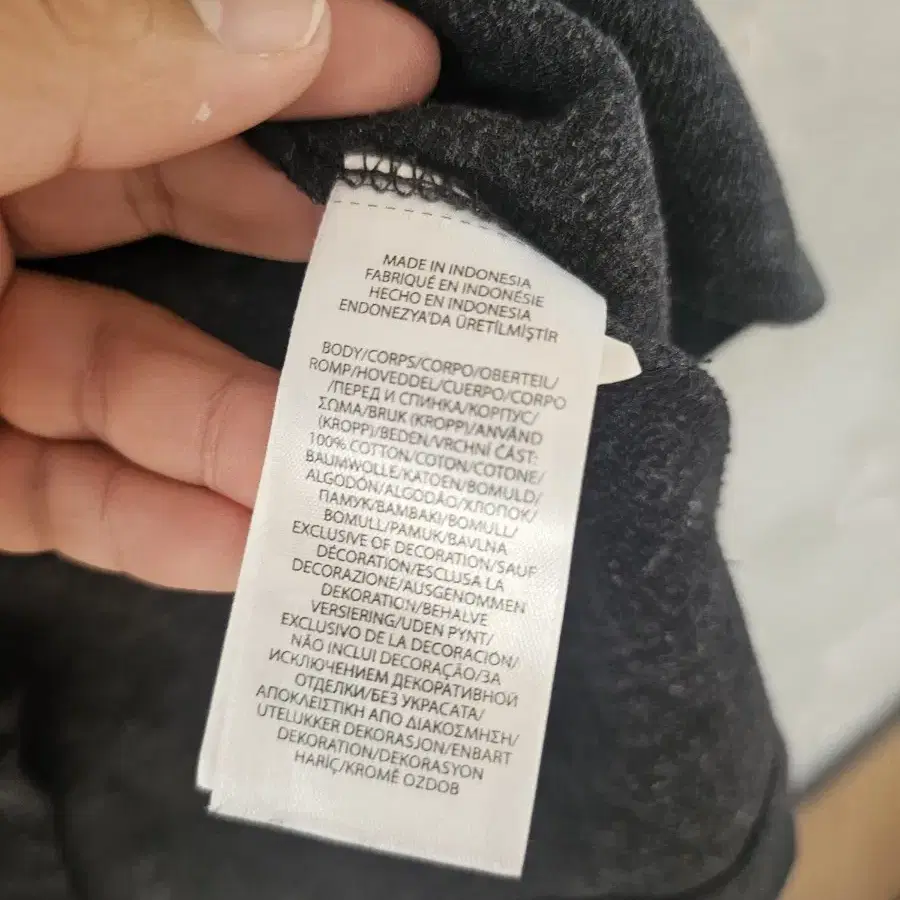 MADE IN INDONESIA
FABRIQUÉ EN INDONÉSIE
HECHO EN INDONESIA
ENDONEZYA'DA ÜRETİLMİŞTİR
BODY/CORPS/CORPO/OBERTEIL/
ROMP/HOVEDDEL/CUERPO/CORPO
/ПЕРЕД И СПИНКА/КОРПУС/
ΣΩΜΑ/BRUK (KROPP)/ANVÄND
(KROPP)/BEDEN/VRCHNÍ ČÁST:
100% COTTON/COTON/COTONE/
BAUMWOLLE/KATOEN/BOMULD/
ALGODÓN/ALGODÃO/ХЛОПОК/
ПАМУК/ΒΑΜΒΑΚΙ/BOMULL/
BOMULL/PAMUK/BAVLNA
EXCLUSIVE OF DECORATION/SAUF
DÉCORATION/ESCLUSA LA
DECORAZIONE/AUSGENOMMEN
DEKORATION/BEHALVE
VERSIERING/UDEN PYNT/
EXCLUSIVO DE LA DECORACIÓN/
NÃO INCLUI DECORAÇÃO/ЗА
ИСКЛЮЧЕНИЕМ ДЕКОРАТИВНОЙ
ОТДЕЛКИ/БЕЗ УКРАСАТА/
ΑΠΟΚΛΕΙΣΤΙΚΗ ΑΠΟ ΔΙΑΚΟΣΜΗΣΗ/
UTELUKKER DEKORASJON/ENBART
DEKORATION/DEKORASYON
HARİÇ/KROMĚ OZDOB